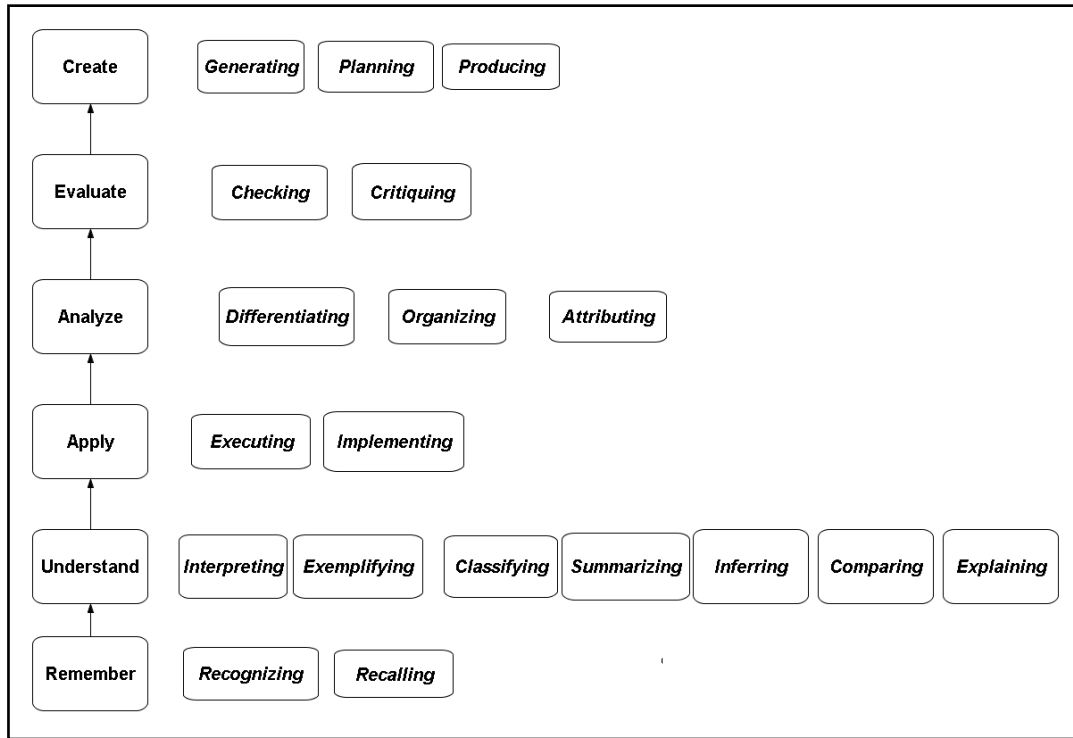 Create Generating Planning Producing
Evaluate Checking Critiquing
Analyze Differentiating Organizing Attributing
Apply Executing Implementing
Understand Interpreting Exemplifying Classifying Summarizing Inferring Comparing Explaining
Remember Recognizing Recalling